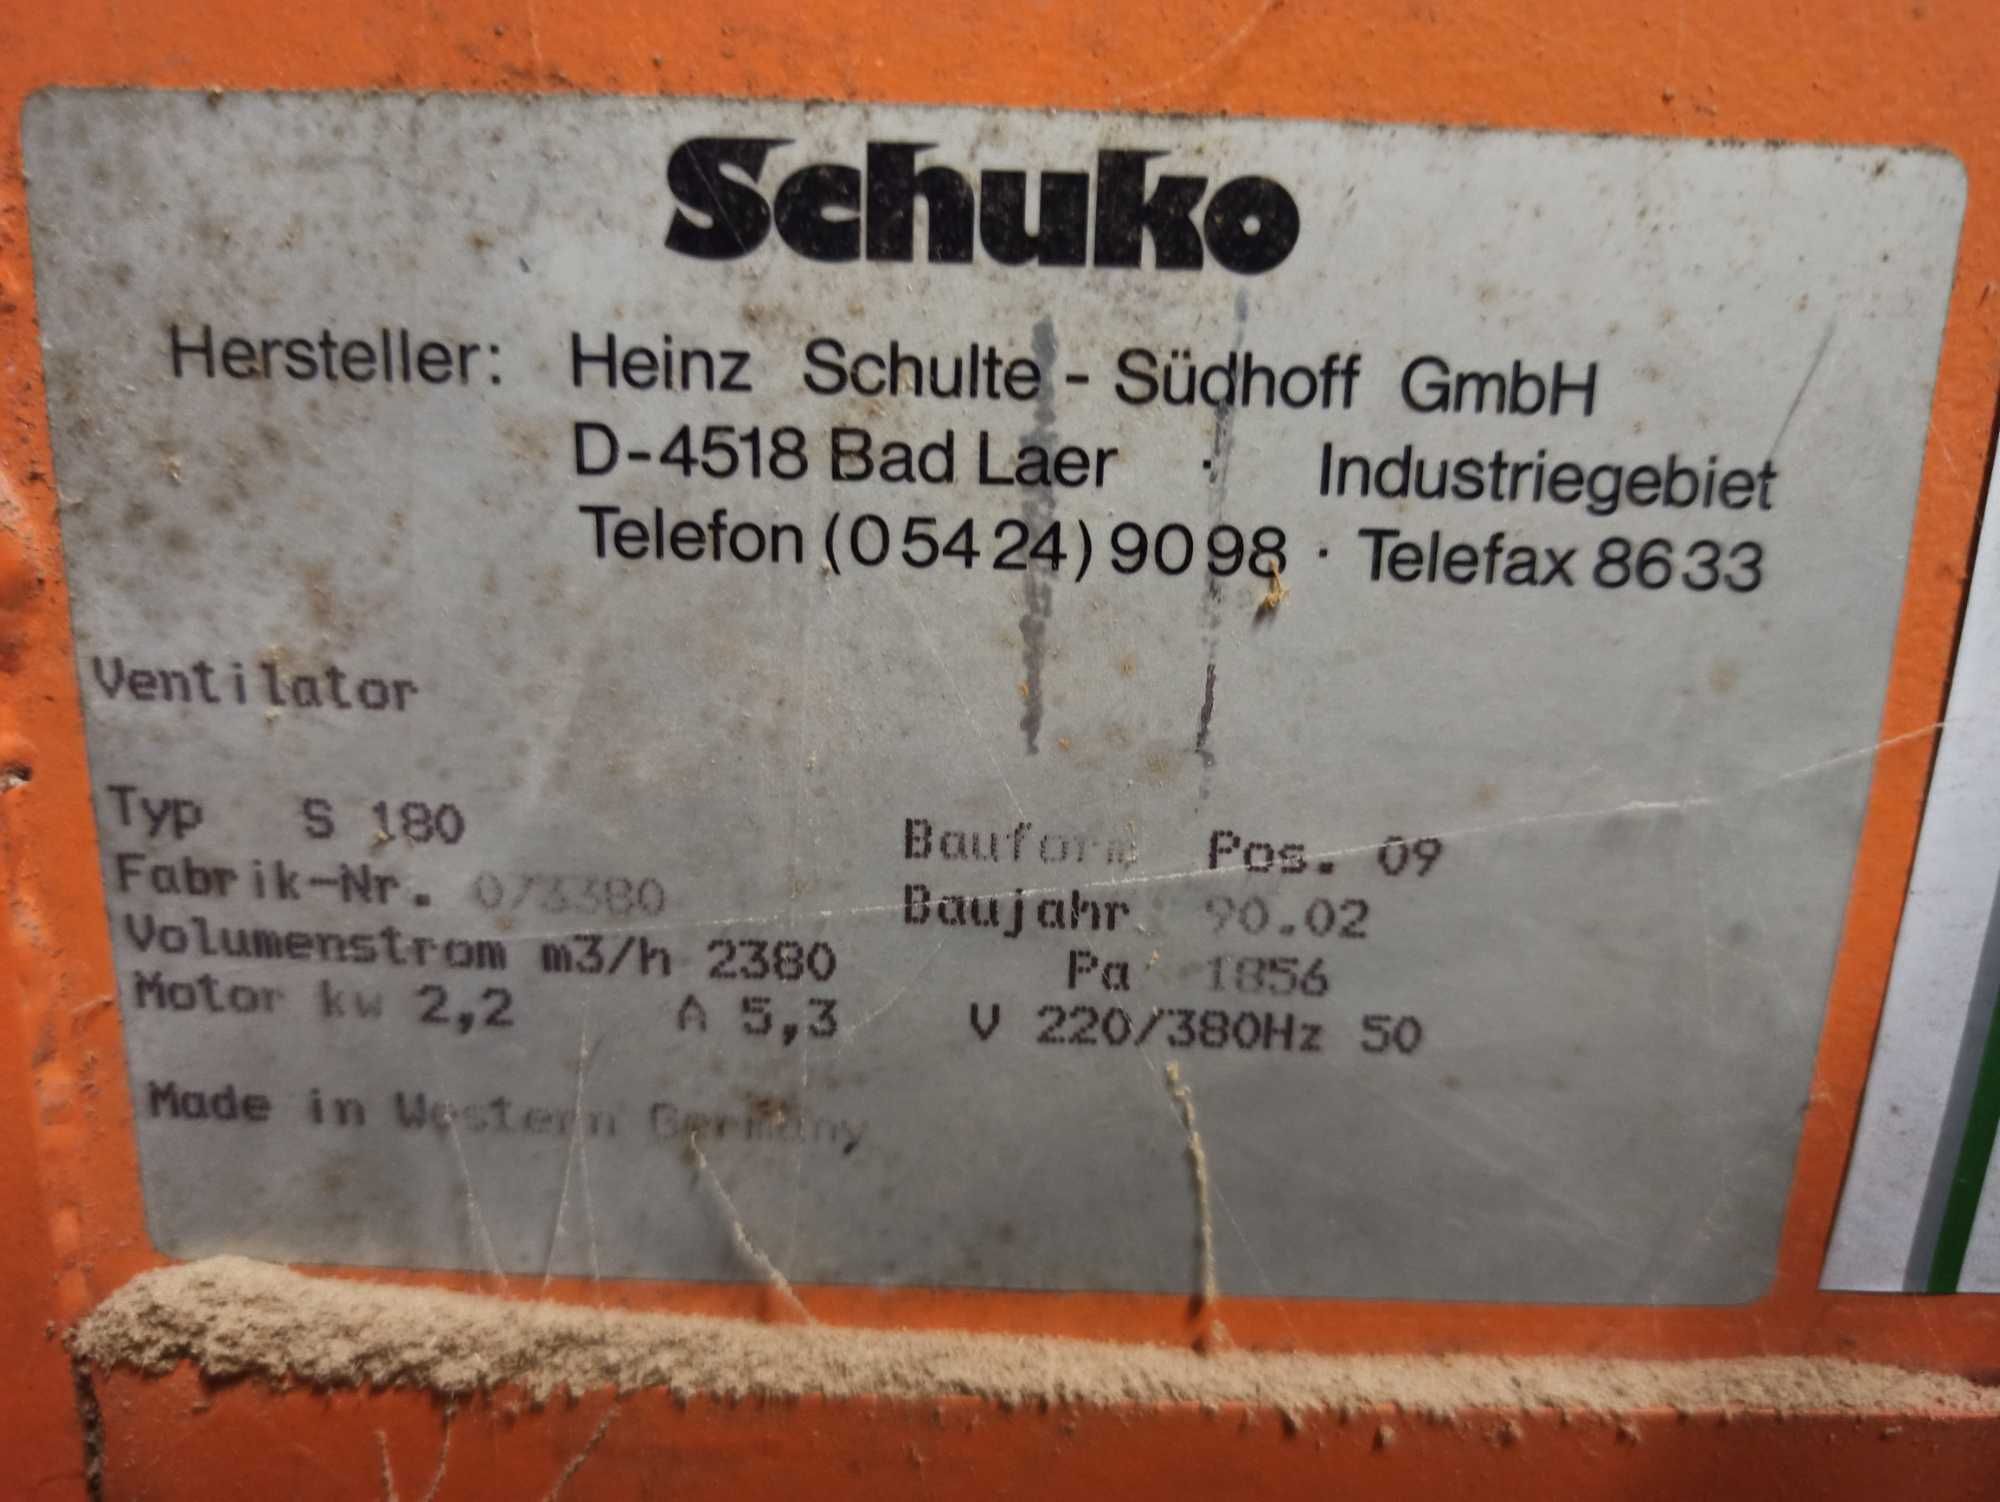 Schuko
Hersteller: Heinz Schulte - Südhoff GmbH
D-4518 Bad Laer · Industriegebiet
Telefon (05424) 9098 · Telefax 8633
Ventilator
Typ S 180 Bauform Pos. 09
Fabrik-Nr. 073380 Baujahr 90.02
Volumenstrom m3/h 2380 Pa 1856
Motor kw 2,2 A 5,3 V 220/380Hz 50
Made in Western Germany